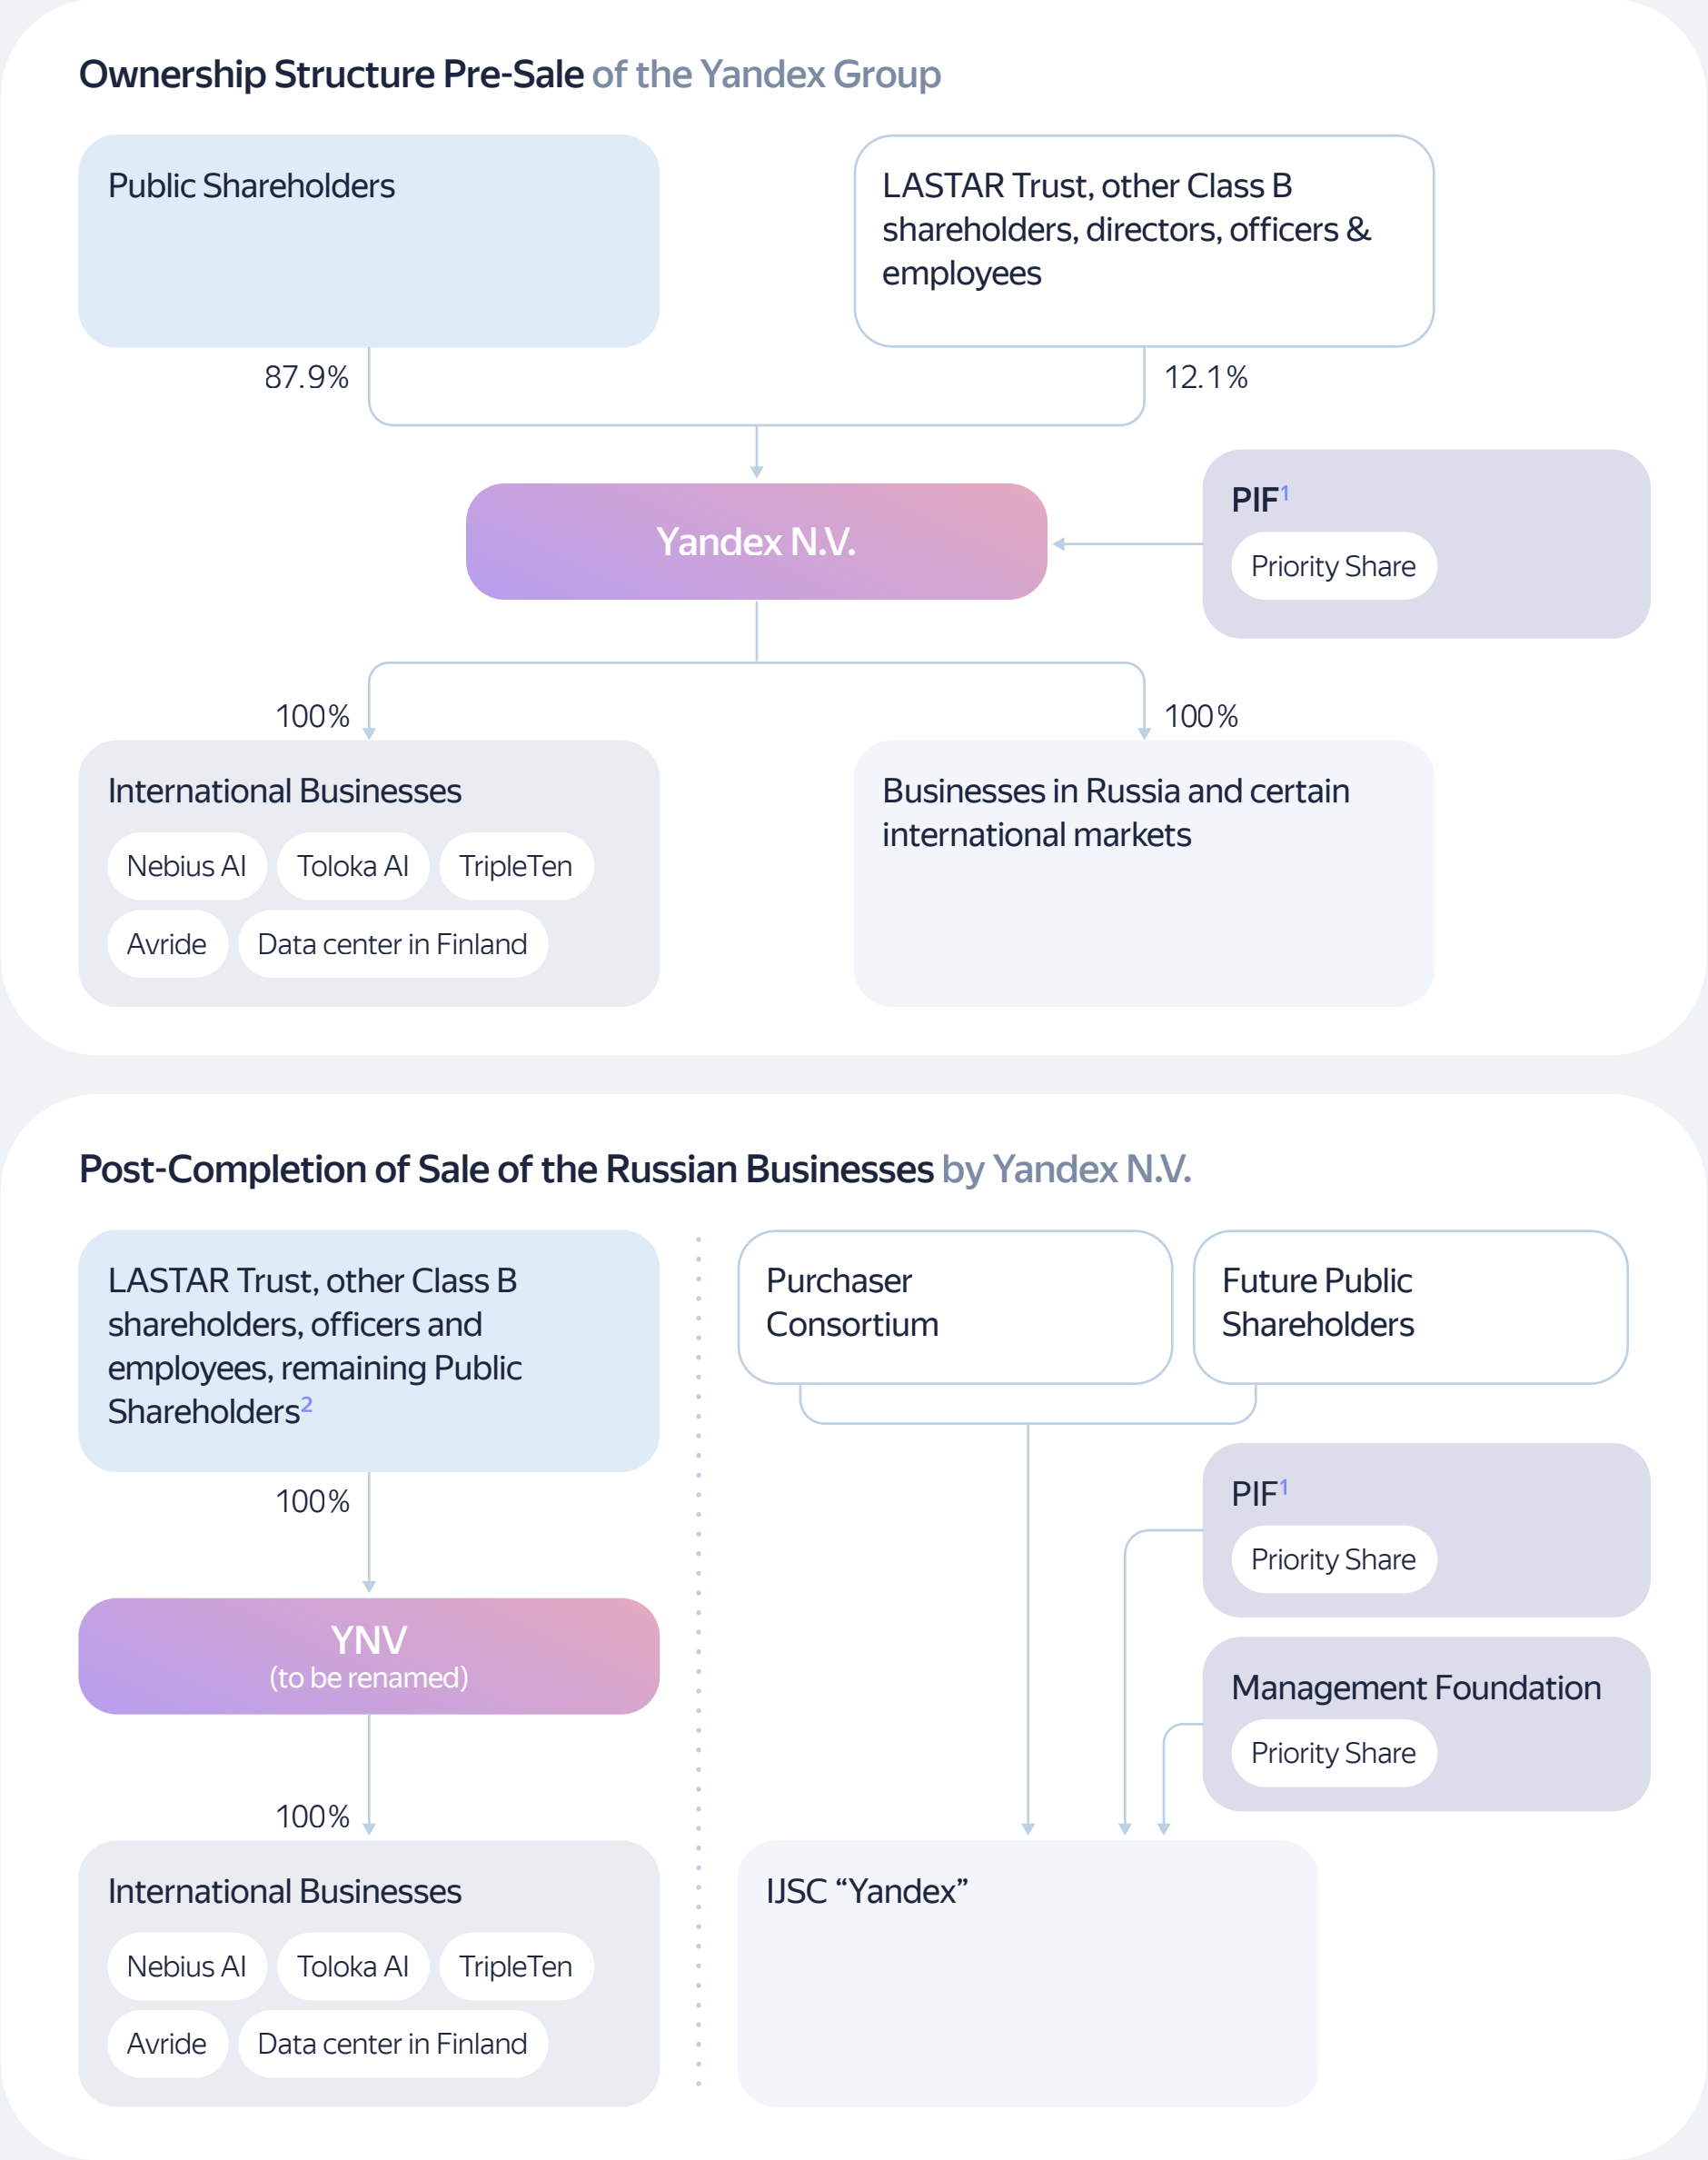 Ownership Structure Pre-Sale of the Yandex Group
Public Shareholders
LASTAR Trust, other Class B
shareholders, directors, officers &
employees
87.9%
12.1%
Yandex N.V.
PIF¹
Priority Share
100%
100%
International Businesses
Nebius AI
Toloka AI
TripleTen
Avride
Data center in Finland
Businesses in Russia and certain
international markets
Post-Completion of Sale of the Russian Businesses by Yandex N.V.
LASTAR Trust, other Class B
shareholders, officers and
employees, remaining Public
Shareholders²
100%
YNV
(to be renamed)
100%
International Businesses
Nebius AI
Toloka AI
TripleTen
Avride
Data center in Finland
Purchaser
Consortium
Future Public
Shareholders
PIF¹
Priority Share
Management Foundation
Priority Share
IJSC “Yandex”